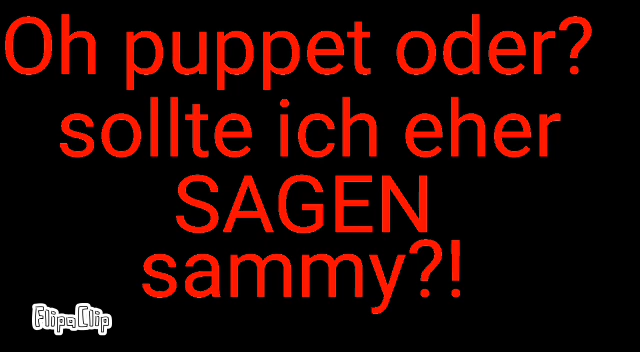 Oh puppet oder?
sollte ich eher
SAGEN
sammy?!
FlipaClip